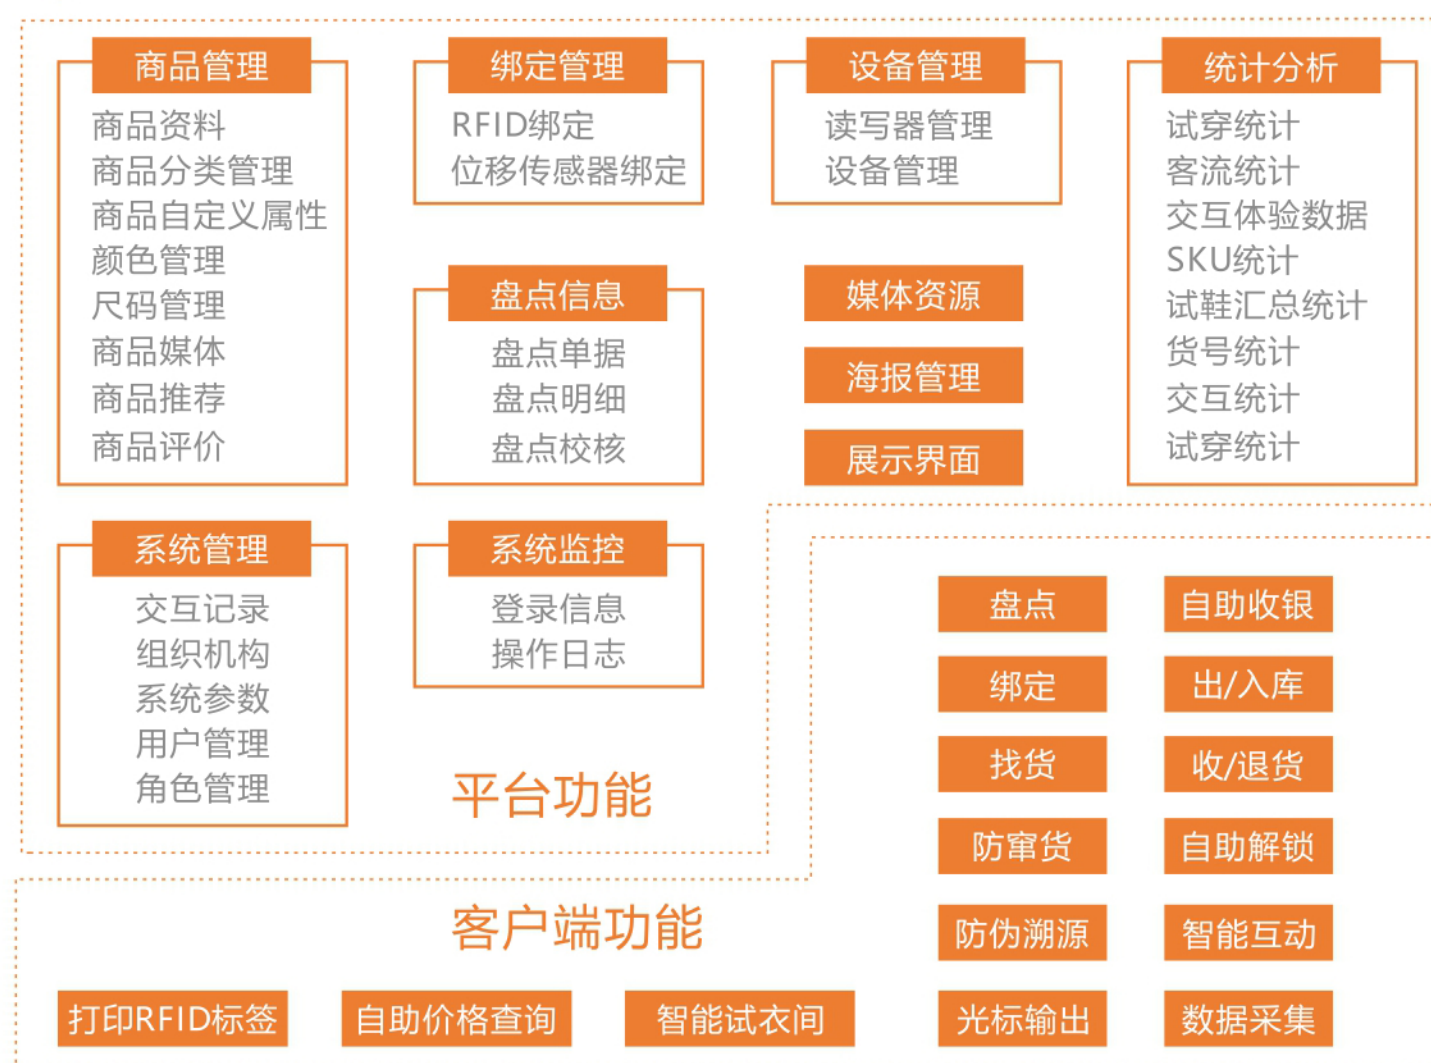 商品管理
商品资料
商品分类管理
商品自定义属性
颜色管理
尺码管理
商品媒体
商品推荐
商品评价
绑定管理
RFID绑定
位移传感器绑定
设备管理
读写器管理
设备管理
统计分析
试穿统计
客流统计
交互体验数据
SKU统计
试鞋汇总统计
货号统计
交互统计
试穿统计
盘点信息
盘点单据
盘点明细
盘点校核
媒体资源
海报管理
展示界面
系统管理
交互记录
组织机构
系统参数
用户管理
角色管理
系统监控
登录信息
操作日志
平台功能
客户端功能
盘点
自助收银
绑定
出/入库
找货
收/退货
防窜货
自助解锁
防伪溯源
智能互动
打印RFID标签
自助价格查询
智能试衣间
光标输出
数据采集